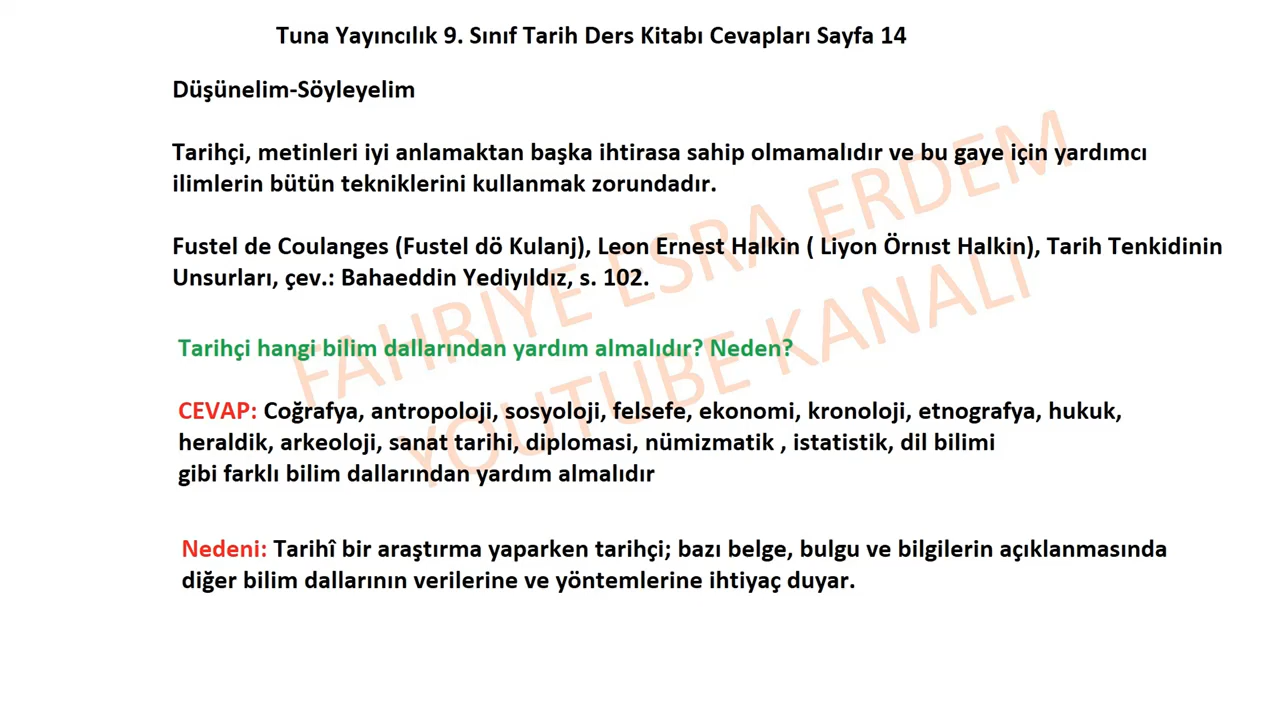 Tuna Yayıncılık 9. Sınıf Tarih Ders Kitabı Cevapları Sayfa 14
Düşünelim-Söyleyelim
Tarihçi, metinleri iyi anlamaktan başka ihtirasa sahip olmamalıdır ve bu gaye için yardımcı
ilimlerin bütün tekniklerini kullanmak zorundadır.
Fustel de Coulanges (Fustel dö Kulanj), Leon Ernest Halkin ( Liyon Örnıst Halkin), Tarih Tenkidinin
Unsurları, çev.: Bahaeddin Yediyıldız, s. 102.
Tarihçi hangi bilim dallarından yardım almalıdır? Neden?
CEVAP: Coğrafya, antropoloji, sosyoloji, felsefe, ekonomi, kronoloji, etnografya, hukuk,
heraldik, arkeoloji, sanat tarihi, diplomasi, nümizmatik , istatistik, dil bilimi
gibi farklı bilim dallarından yardım almalıdır
Nedeni: Tarihî bir araştırma yaparken tarihçi; bazı belge, bulgu ve bilgilerin açıklanmasında
diğer bilim dallarının verilerine ve yöntemlerine ihtiyaç duyar.
FAHRIYE ESRA ERDEM
YOUTUBE KANALI